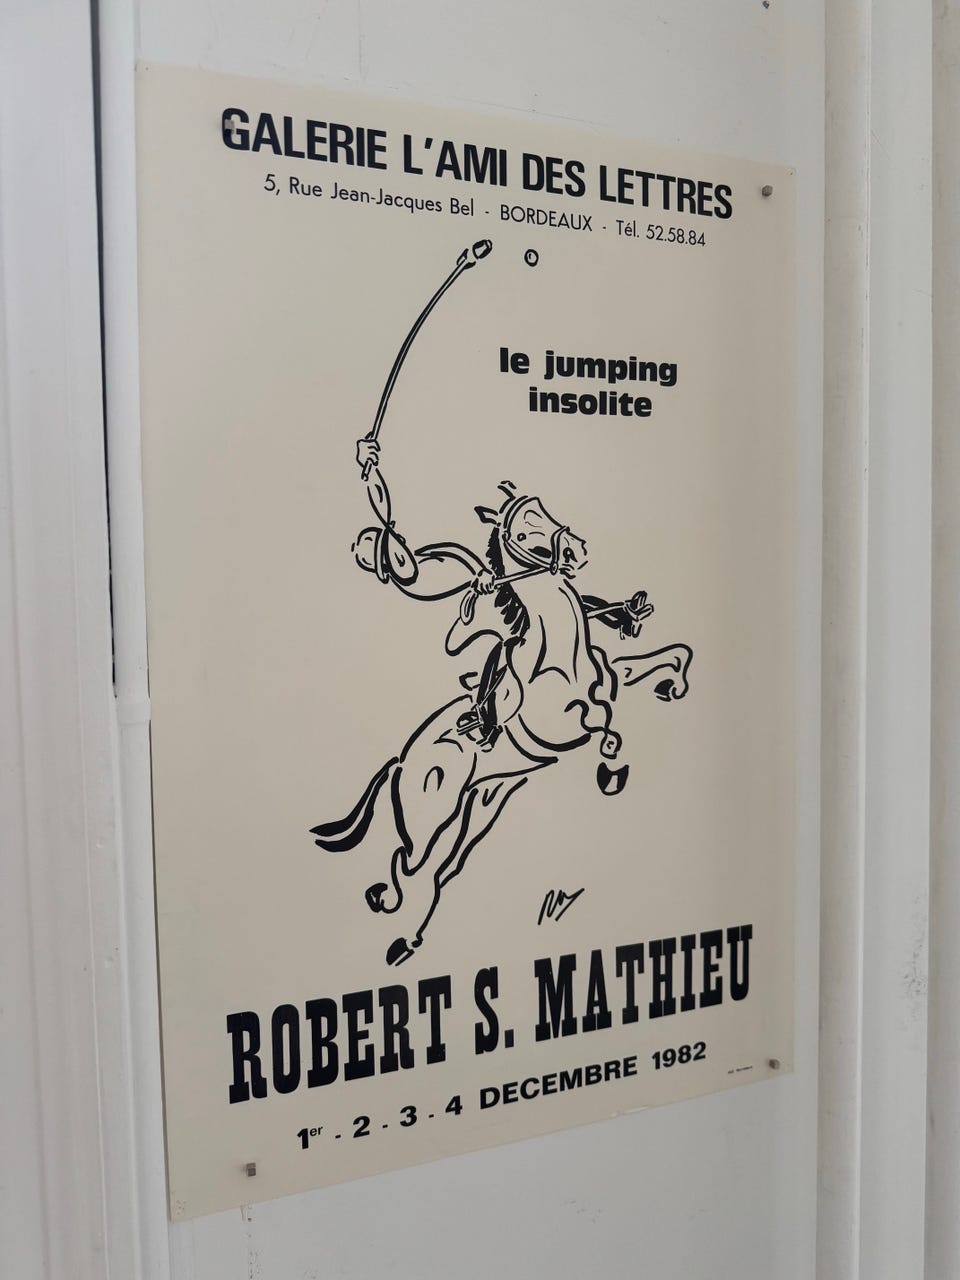 GALERIE L'AMI DES LETTRES
5, Rue Jean-Jacques Bel - BORDEAUX - Tél. 52.58.84
le jumping
insolite
ROBERT S. MATHIEU
1er - 2 - 3 - 4 DECEMBRE 1982